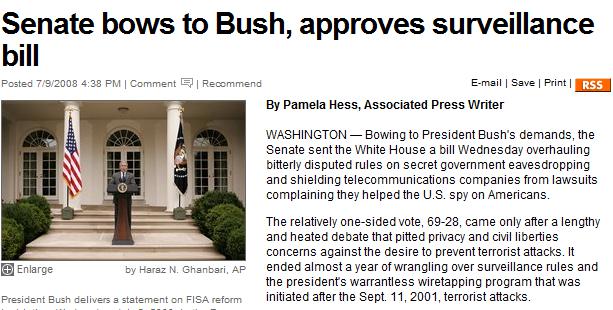 Senate bows to Bush, approves surveillance
bill
Posted 7/9/2008 4:38 PM | Comment | Recommend
E-mail | Save | Print | RSS
Enlarge by Haraz N. Ghanbari, AP
President Bush delivers a statement on FISA reform
By Pamela Hess, Associated Press Writer
WASHINGTON — Bowing to President Bush's demands, the
Senate sent the White House a bill Wednesday overhauling
bitterly disputed rules on secret government eavesdropping
and shielding telecommunications companies from lawsuits
complaining they helped the U.S. spy on Americans.
The relatively one-sided vote, 69-28, came only after a lengthy
and heated debate that pitted privacy and civil liberties
concerns against the desire to prevent terrorist attacks. It
ended almost a year of wrangling over surveillance rules and
the president's warrantless wiretapping program that was
initiated after the Sept. 11, 2001, terrorist attacks.